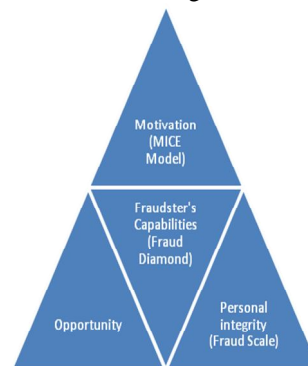 Motivation
(MICE
Model)
Fraudster's
Capabilities
(Fraud
Diamond)
Opportunity
Personal
integrity
(Fraud Scale)